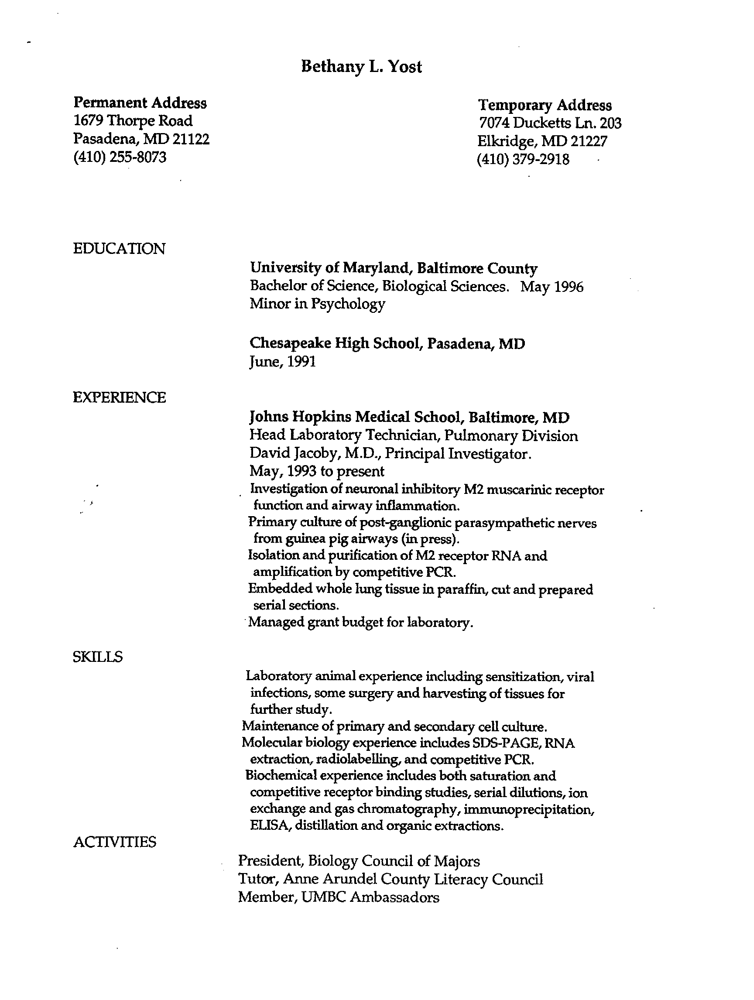 Bethany L. Yost
Permanent Address
1679 Thorpe Road
Pasadena, MD 21122
(410) 255-8073
Temporary Address
7074 Ducketts Ln. 203
Elkridge, MD 21227
(410) 379-2918
EDUCATION
University of Maryland, Baltimore County
Bachelor of Science, Biological Sciences. May 1996
Minor in Psychology
Chesapeake High School, Pasadena, MD
June, 1991
EXPERIENCE
Johns Hopkins Medical School, Baltimore, MD
Head Laboratory Technician, Pulmonary Division
David Jacoby, M.D., Principal Investigator.
May, 1993 to present
Investigation of neuronal inhibitory M2 muscarinic receptor
function and airway inflammation.
Primary culture of post-ganglionic parasympathetic nerves
from guinea pig airways (in press).
Isolation and purification of M2 receptor RNA and
amplification by competitive PCR.
Embedded whole lung tissue in paraffin, cut and prepared
serial sections.
Managed grant budget for laboratory.
SKILLS
Laboratory animal experience including sensitization, viral
infections, some surgery and harvesting of tissues for
further study.
Maintenance of primary and secondary cell culture.
Molecular biology experience includes SDS-PAGE, RNA
extraction, radiolabelling, and competitive PCR.
Biochemical experience includes both saturation and
competitive receptor binding studies, serial dilutions, ion
exchange and gas chromatography, immunoprecipitation,
ELISA, distillation and organic extractions.
ACTIVITIES
President, Biology Council of Majors
Tutor, Anne Arundel County Literacy Council
Member, UMBC Ambassadors